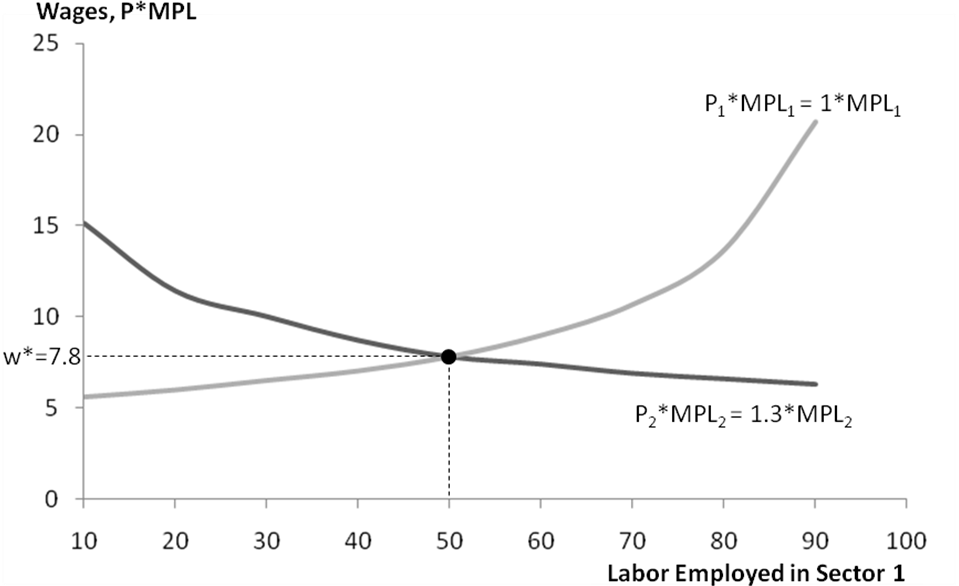 Wages, P*MPL
25
P₁*MPL₁ = 1*MPL₁
20
15
10
w*=7.8
5
P₂*MPL₂ = 1.3*MPL₂
0
10 20 30 40 50 60 70 80 90 100
Labor Employed in Sector 1